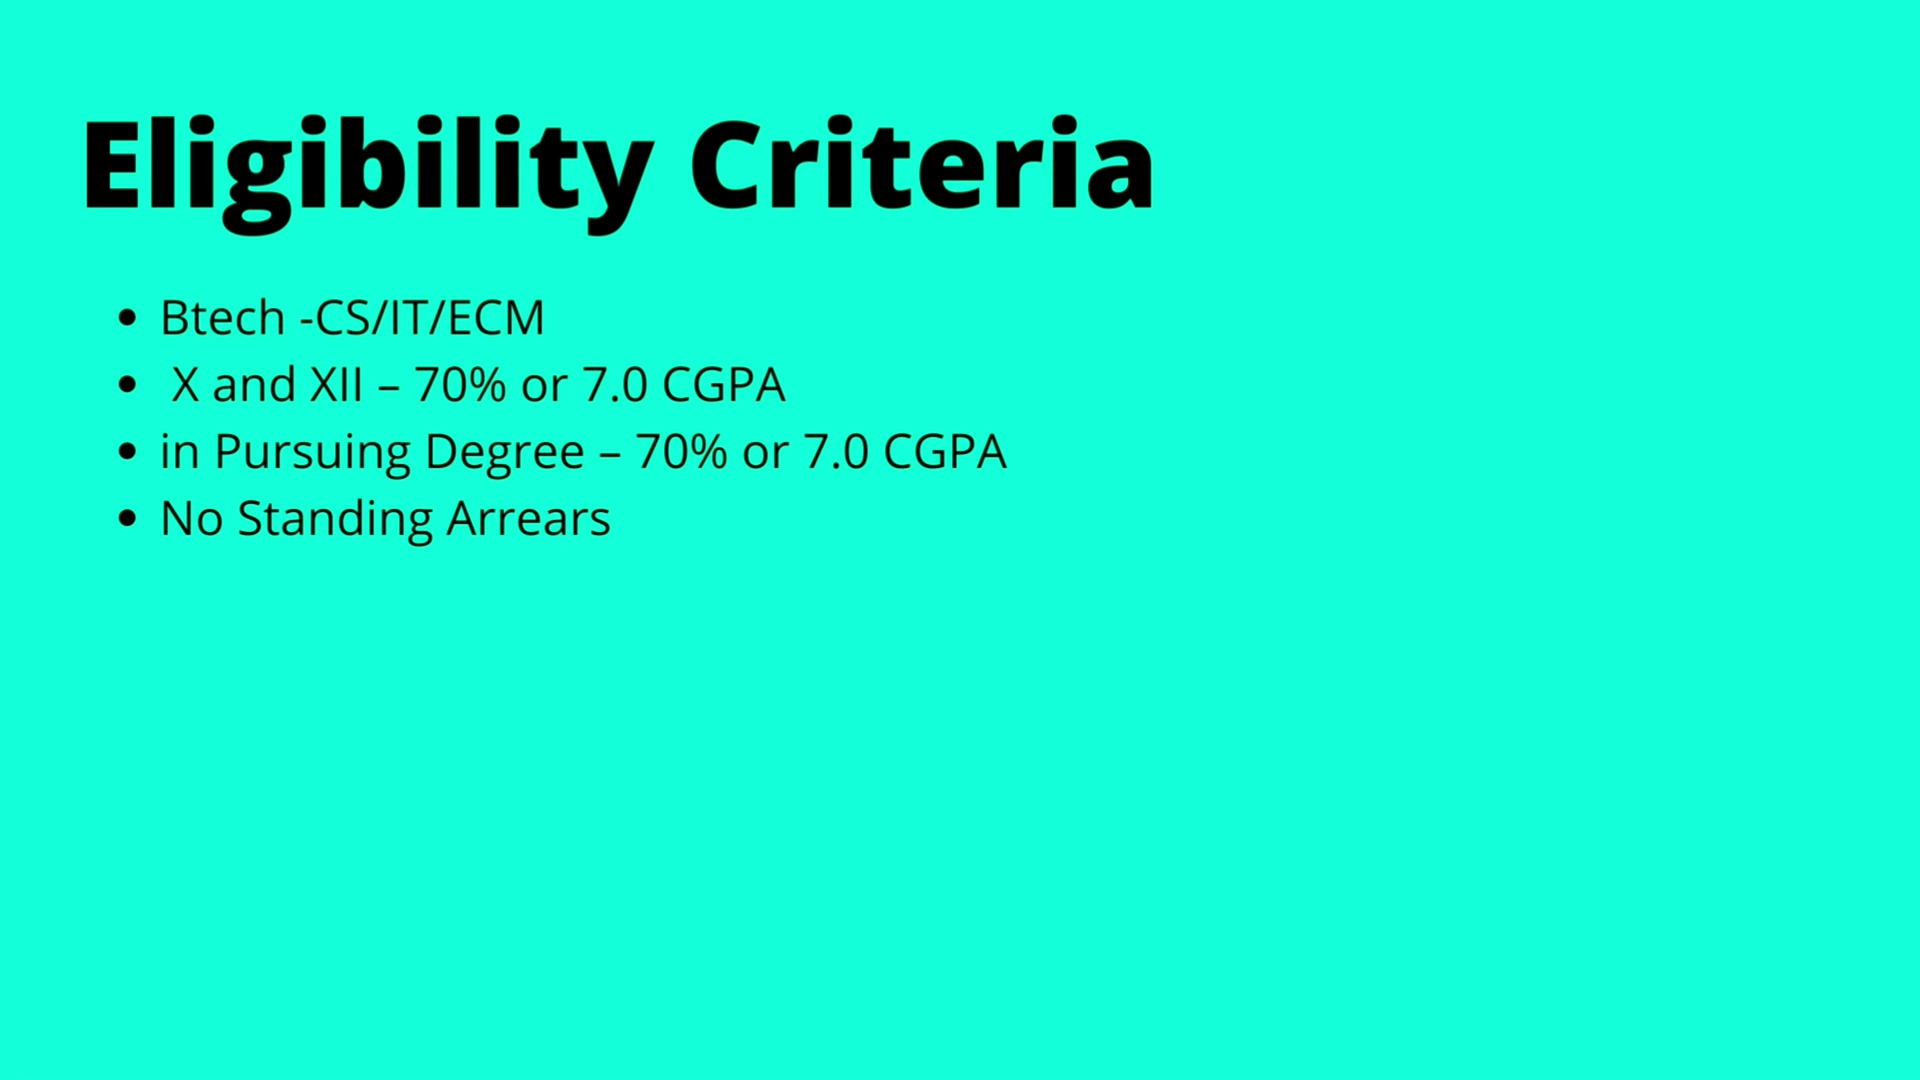 Eligibility Criteria
• Btech -CS/IT/ECM
• X and XII – 70% or 7.0 CGPA
• in Pursuing Degree – 70% or 7.0 CGPA
• No Standing Arrears